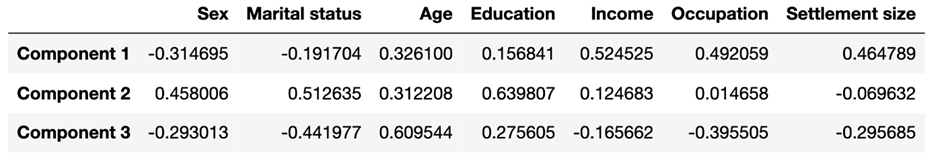 Sex Marital status Age Education Income Occupation Settlement size
Component 1 -0.314695 -0.191704 0.326100 0.156841 0.524525 0.492059 0.464789
Component 2 0.458006 0.512635 0.312208 0.639807 0.124683 0.014658 -0.069632
Component 3 -0.293013 -0.441977 0.609544 0.275605 -0.165662 -0.395505 -0.295685